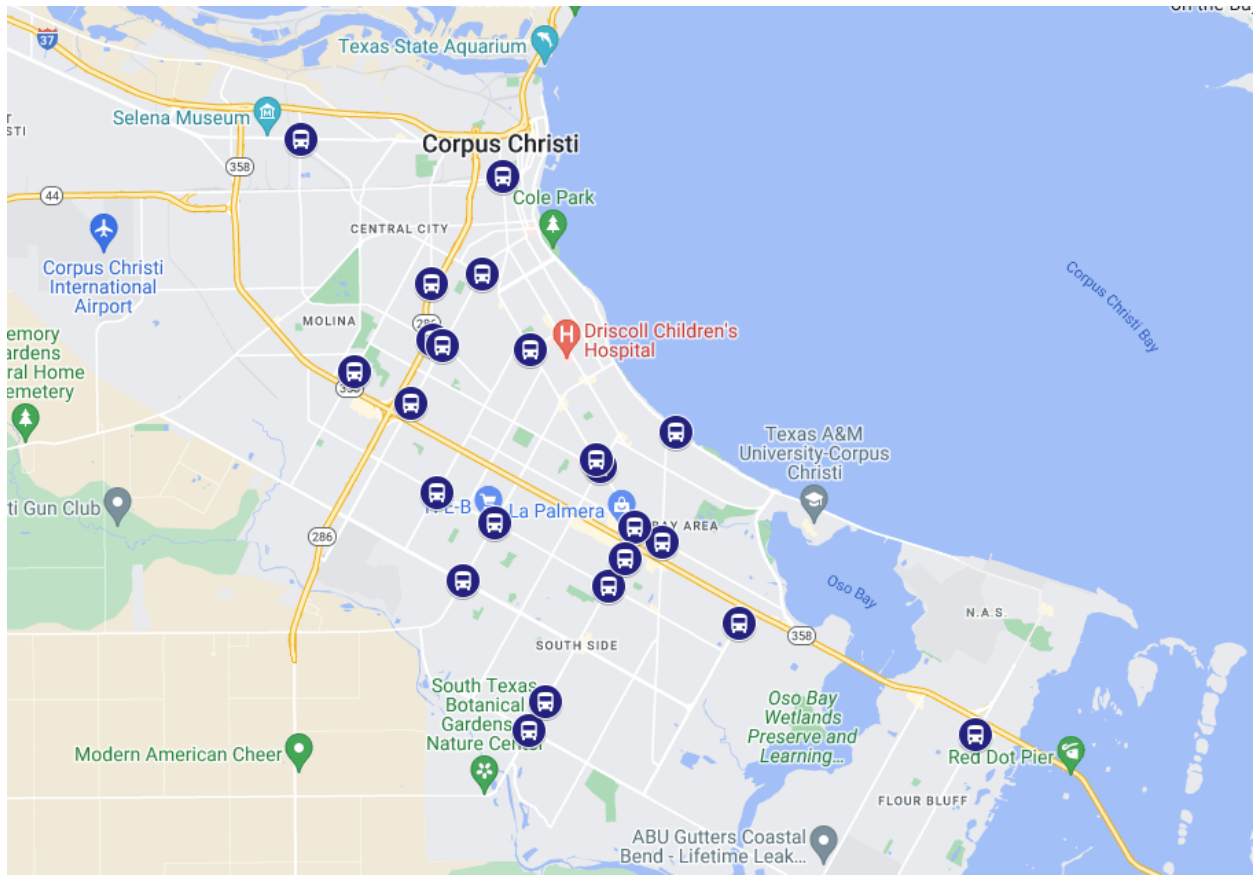 on the Bay
37
Texas State Aquarium
Selena Museum
Corpus Christi
358
44
Cole Park
CENTRAL CITY
Corpus Christi
International
Airport
Corpus Christi Bay
MOLINA
286
Driscoll Children's
Hospital
emory
ardens
ral Home
emetery
Texas A&M
University-Corpus
Christi
ti Gun Club
H-E-B
La Palmera
BAY AREA
286
Oso Bay
N.A.S.
358
SOUTH SIDE
South Texas
Botanical
Gardens
Nature Center
Oso Bay
Wetlands
Preserve and
Learning...
Modern American Cheer
Red Dot Pier
FLOUR BLUFF
ABU Gutters Coastal
Bend - Lifetime Leak...